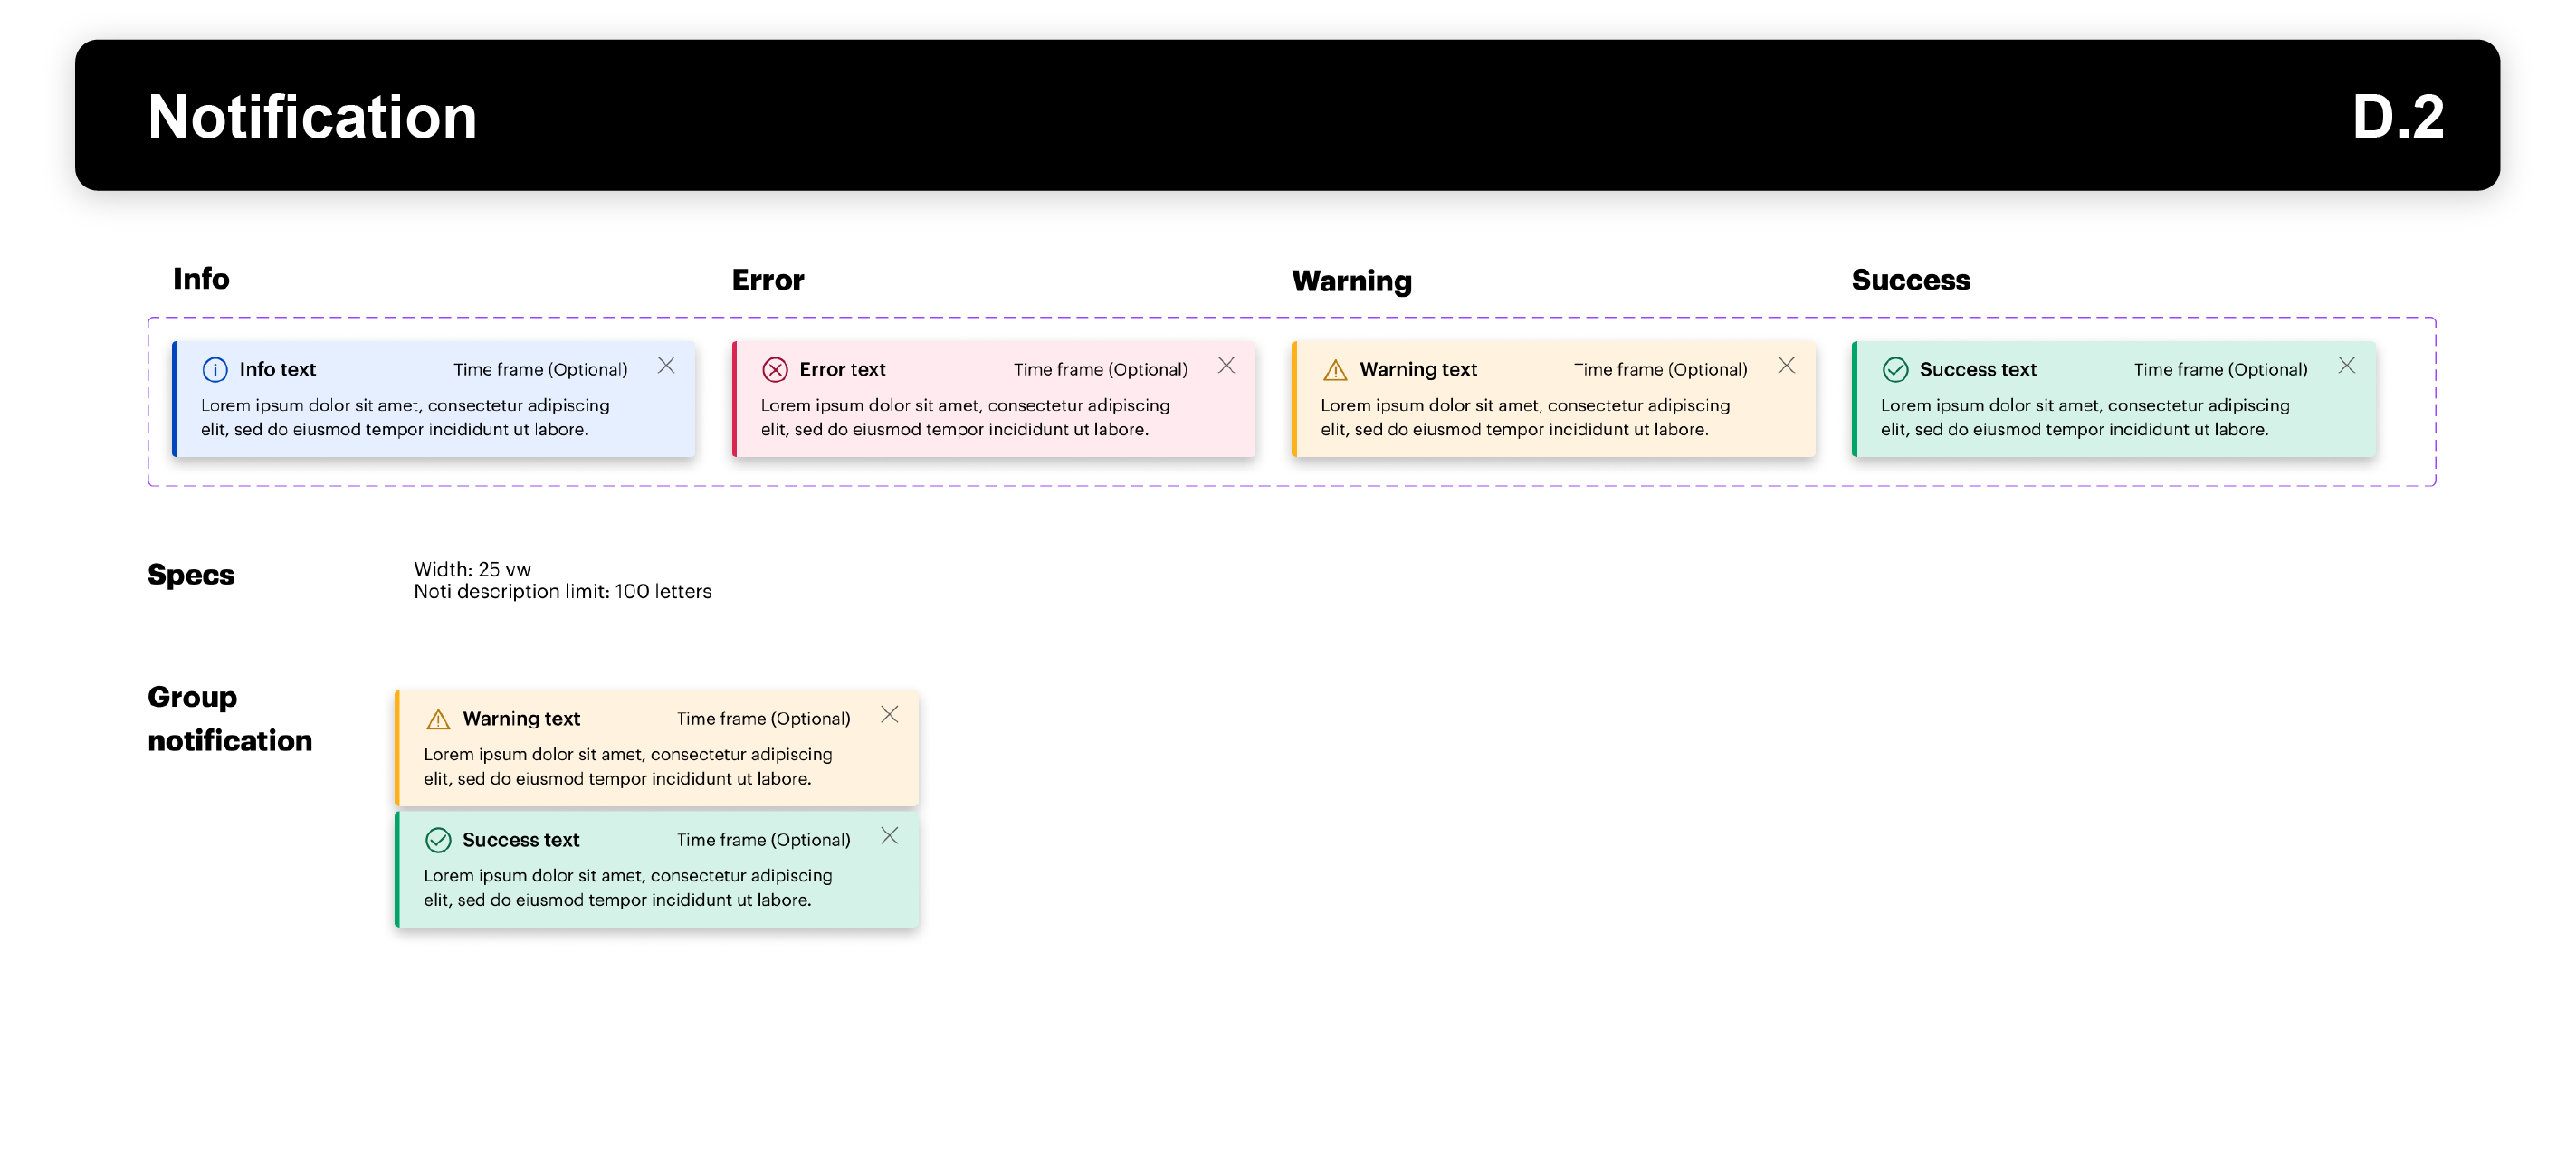 Notification
D.2
Info
Error
Warning
Success
Info text
Time frame (Optional)
Lorem ipsum dolor sit amet, consectetur adipiscing
elit, sed do eiusmod tempor incididunt ut labore.
Error text
Time frame (Optional)
Lorem ipsum dolor sit amet, consectetur adipiscing
elit, sed do eiusmod tempor incididunt ut labore.
Warning text
Time frame (Optional)
Lorem ipsum dolor sit amet, consectetur adipiscing
elit, sed do eiusmod tempor incididunt ut labore.
Success text
Time frame (Optional)
Lorem ipsum dolor sit amet, consectetur adipiscing
elit, sed do eiusmod tempor incididunt ut labore.
Specs
Width: 25 vw
Noti description limit: 100 letters
Group
notification
Warning text
Time frame (Optional)
Lorem ipsum dolor sit amet, consectetur adipiscing
elit, sed do eiusmod tempor incididunt ut labore.
Success text
Time frame (Optional)
Lorem ipsum dolor sit amet, consectetur adipiscing
elit, sed do eiusmod tempor incididunt ut labore.